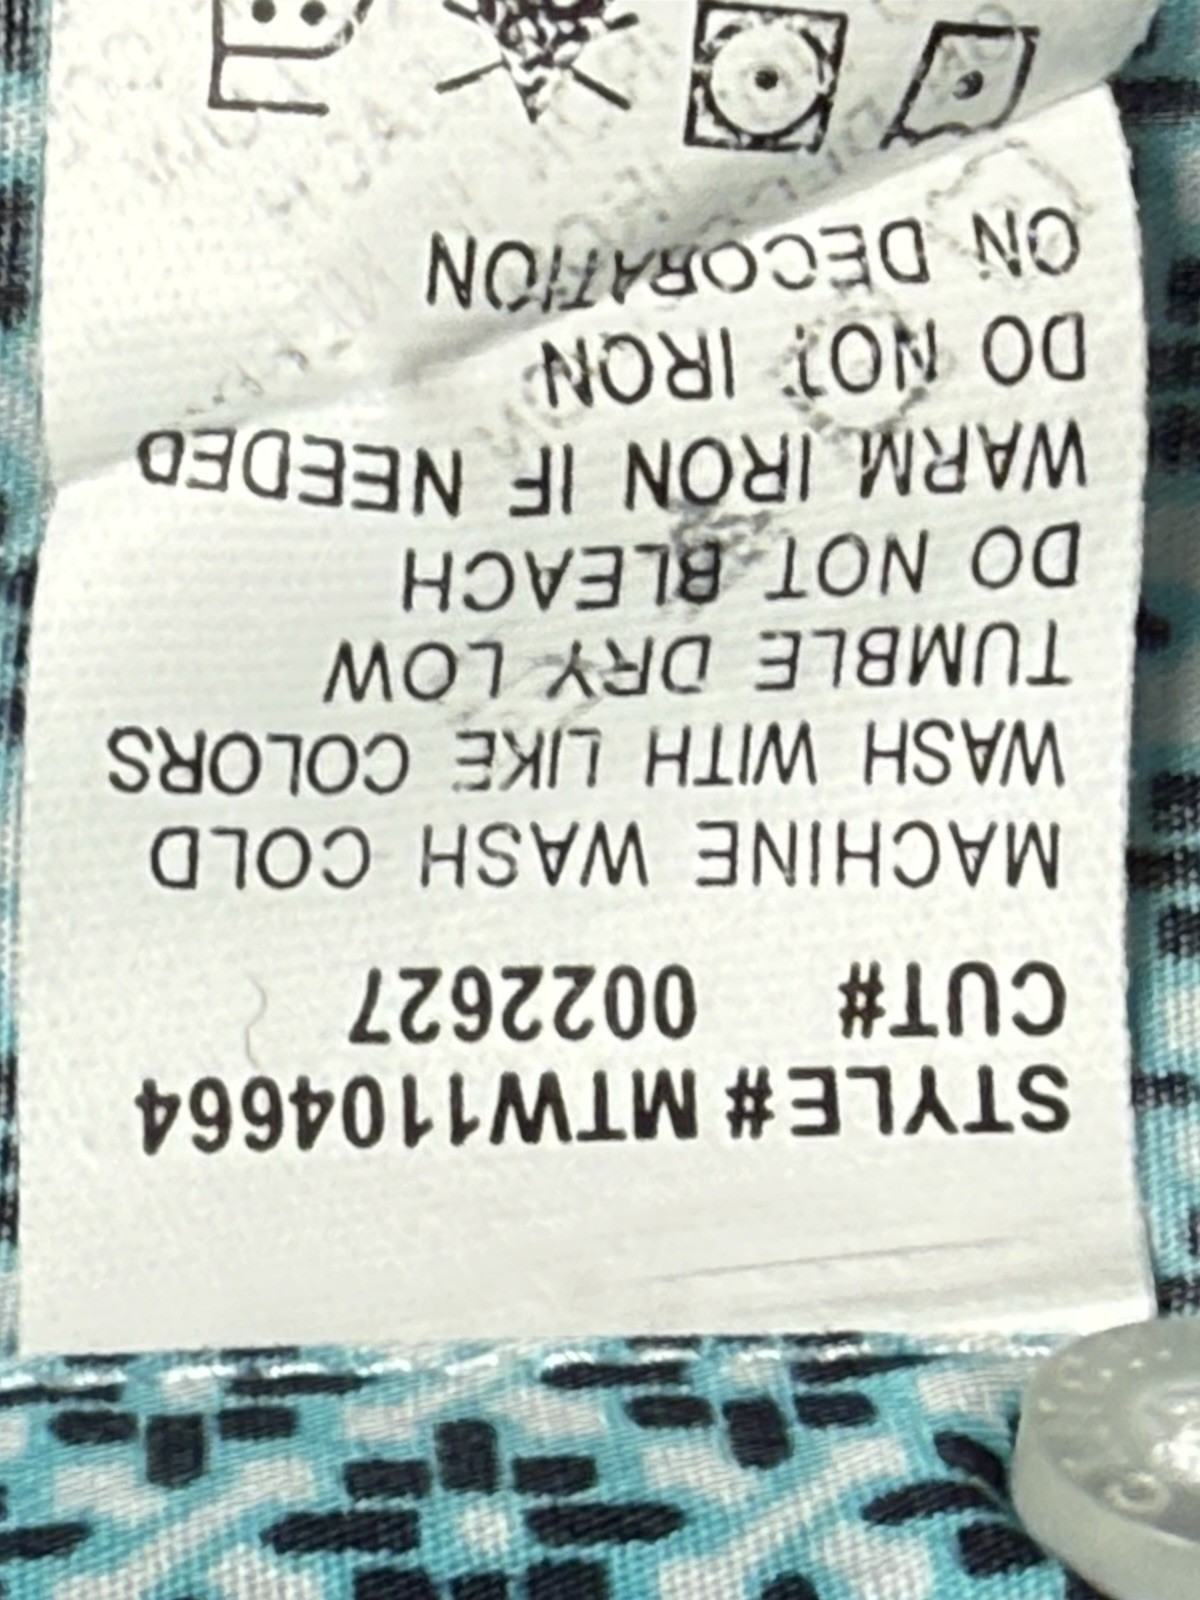 STYLE# MTW1104664
CUT# 0022627
MACHINE WASH COLD
WASH WITH LIKE COLORS
TUMBLE DRY LOW
DO NOT BLEACH
WARM IRON IF NEEDED
DO NOT IRON
ON DECORATION